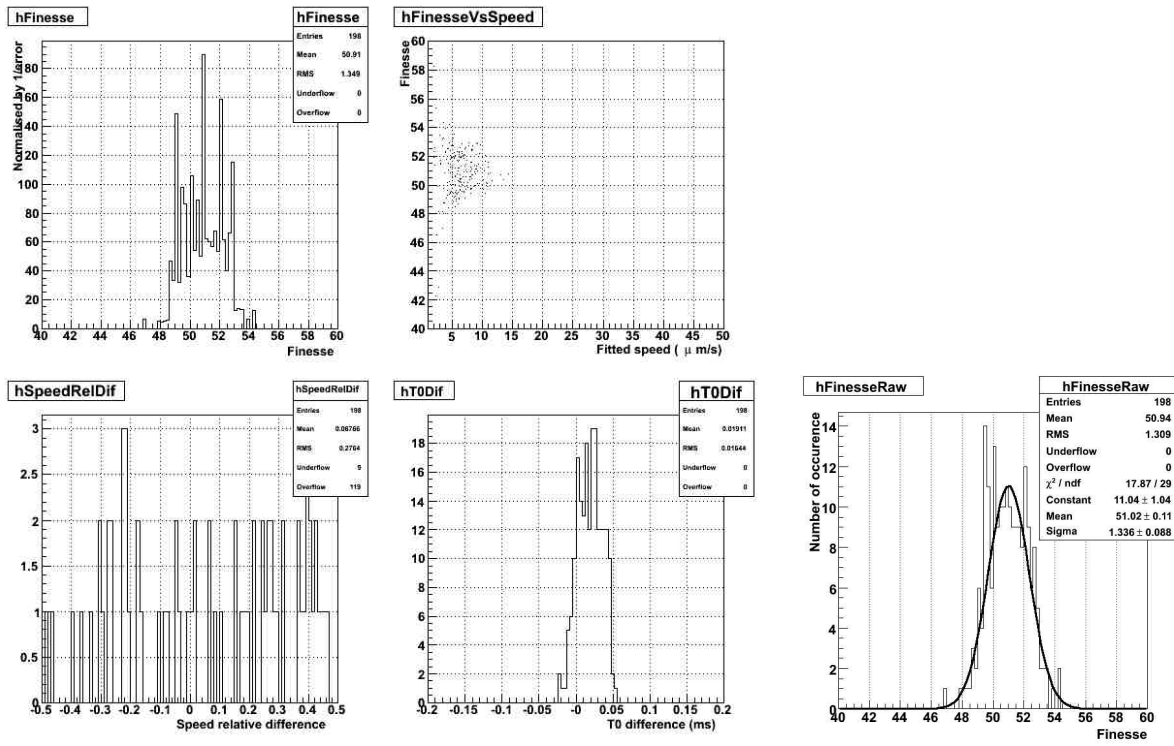 hFinesse
hFinesse
Entries 198
Mean 50.91
RMS 1.349
Underflow 0
Overflow 0
Normalised by 1/error
180
160
140
120
100
80
60
40
20
0
40 42 44 46 48 50 52 54 56 58 60
Finesse
hFinesseVsSpeed
Finesse
60
58
56
54
52
50
48
46
44
42
40
5 10 15 20 25 30 35 40 45 50
Fitted speed ( μ m/s)
hSpeedRelDif
hSpeedRelDif
Entries 198
Mean 0.06766
RMS 0.2764
Underflow 9
Overflow 119
3
2.5
2
1.5
1
0.5
0
-0.5 -0.4 -0.3 -0.2 -0.1 0 0.1 0.2 0.3 0.4 0.5
Speed relative difference
hT0Dif
hT0Dif
Entries 198
Mean 0.01911
RMS 0.01644
Underflow 0
Overflow 0
18
16
14
12
10
8
6
4
2
0
-0.2 -0.15 -0.1 -0.05 -0 0.05 0.1 0.15 0.2
T0 difference (ms)
hFinesseRaw
hFinesseRaw
Entries 198
Mean 50.94
RMS 1.309
Underflow 0
Overflow 0
χ² / ndf 17.87 / 29
Constant 11.04 ± 1.04
Mean 51.02 ± 0.11
Sigma 1.336 ± 0.088
Number of occurence
14
12
10
8
6
4
2
0
40 42 44 46 48 50 52 54 56 58 60
Finesse